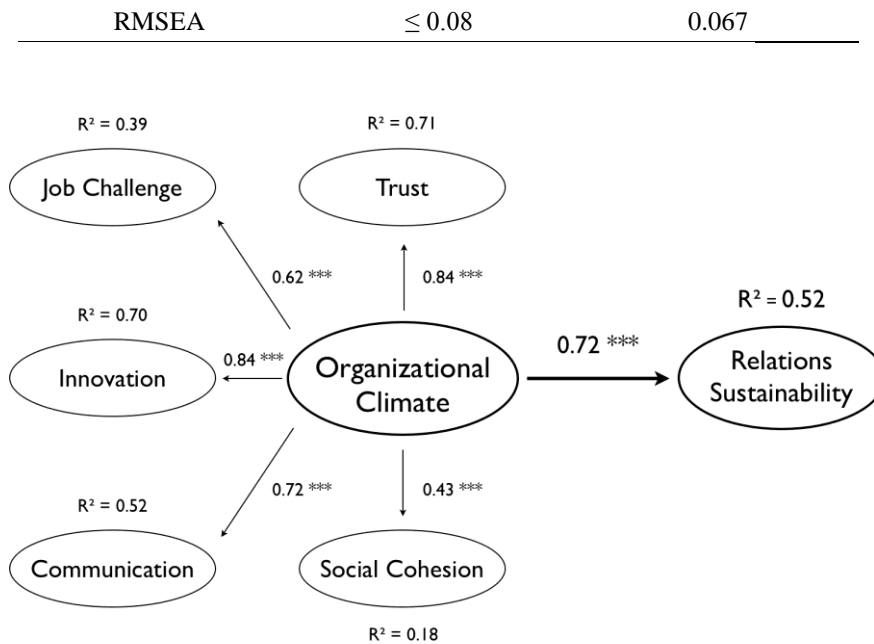 RMSEA ≤ 0.08 0.067
R² = 0.39 R² = 0.71
Job Challenge Trust
0.62 *** 0.84 ***
R² = 0.70 R² = 0.52
0.84 *** 0.72 ***
Innovation
Organizational
Climate
Relations
Sustainability
R² = 0.52 0.72 *** 0.43 ***
Communication Social Cohesion
R² = 0.18